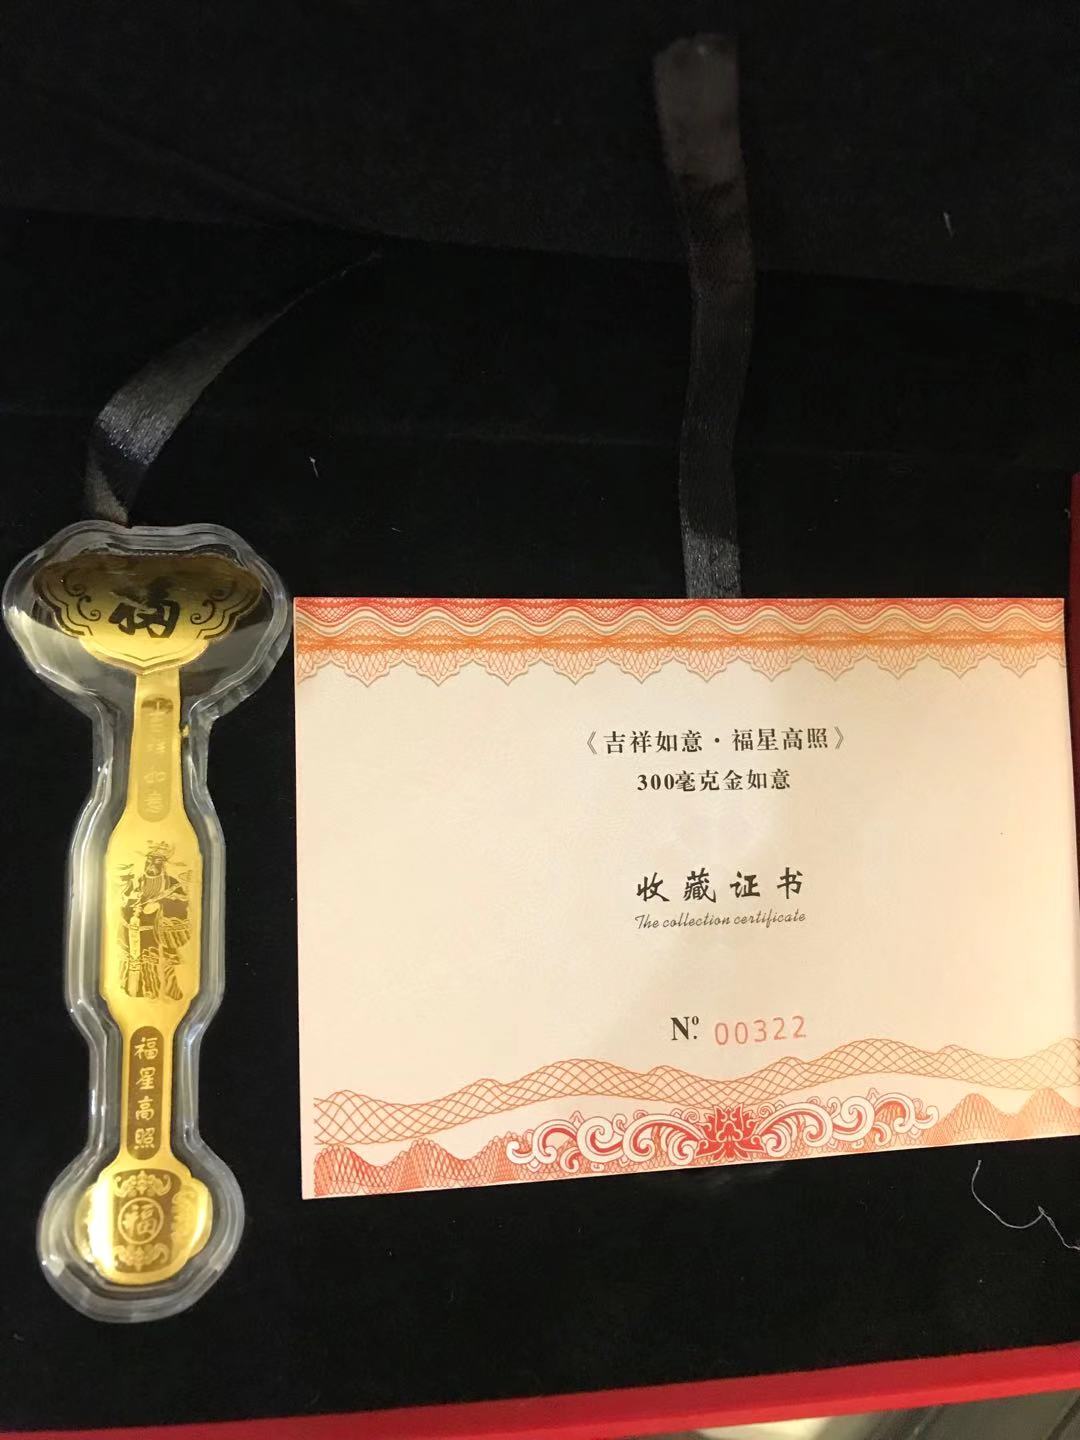 福
吉祥如意
福星高照
福
《吉祥如意·福星高照》
300毫克金如意
收藏证书
The collection certificate
Nº. 00322